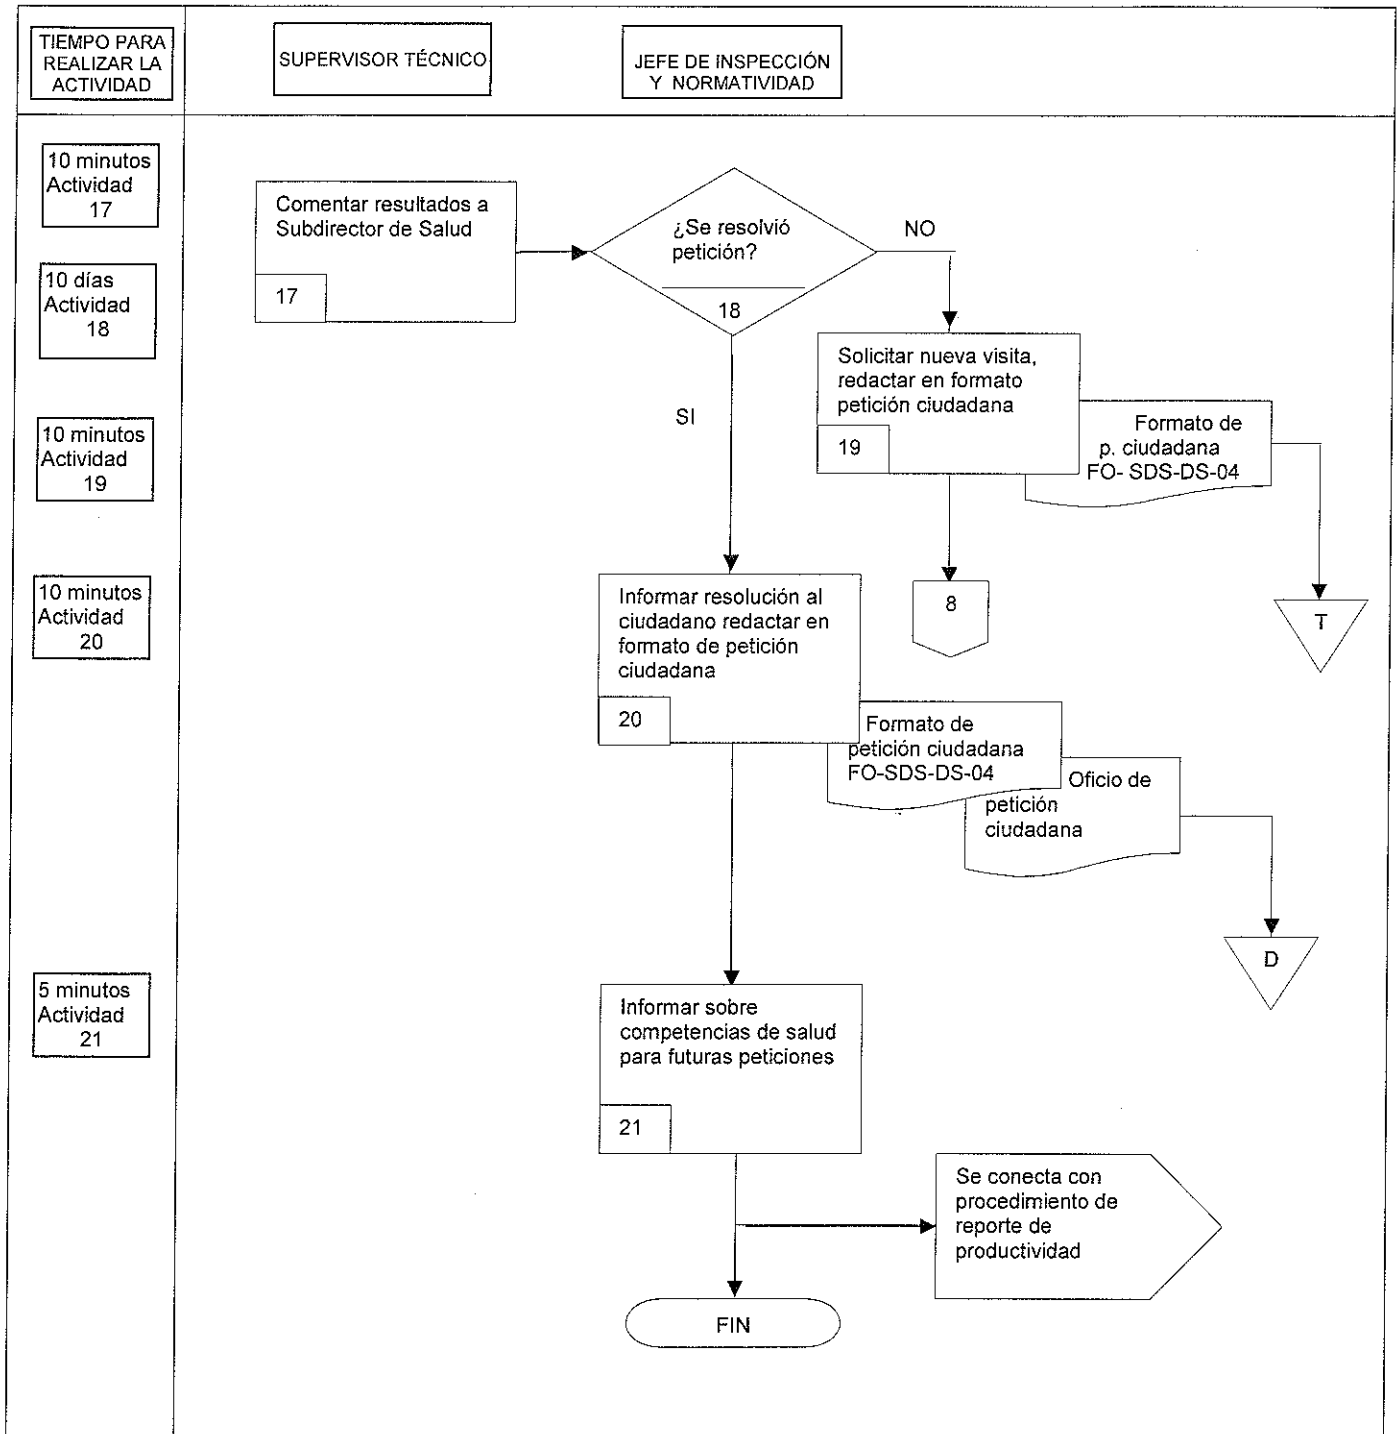 TIEMPO PARA
REALIZAR LA
ACTIVIDAD
SUPERVISOR TÉCNICO
JEFE DE INSPECCIÓN
Y NORMATIVIDAD
10 minutos
Actividad
17
10 días
Actividad
18
10 minutos
Actividad
19
10 minutos
Actividad
20
5 minutos
Actividad
21
Comentar resultados a
Subdirector de Salud
17
¿Se resolvió
petición?
18
NO
SI
Solicitar nueva visita,
redactar en formato
petición ciudadana
19
Formato de
p. ciudadana
FO- SDS-DS-04
T
8
Informar resolución al
ciudadano redactar en
formato de petición
ciudadana
20
Formato de
petición ciudadana
FO-SDS-DS-04
Oficio de
petición
ciudadana
D
Informar sobre
competencias de salud
para futuras peticiones
21
Se conecta con
procedimiento de
reporte de
productividad
FIN